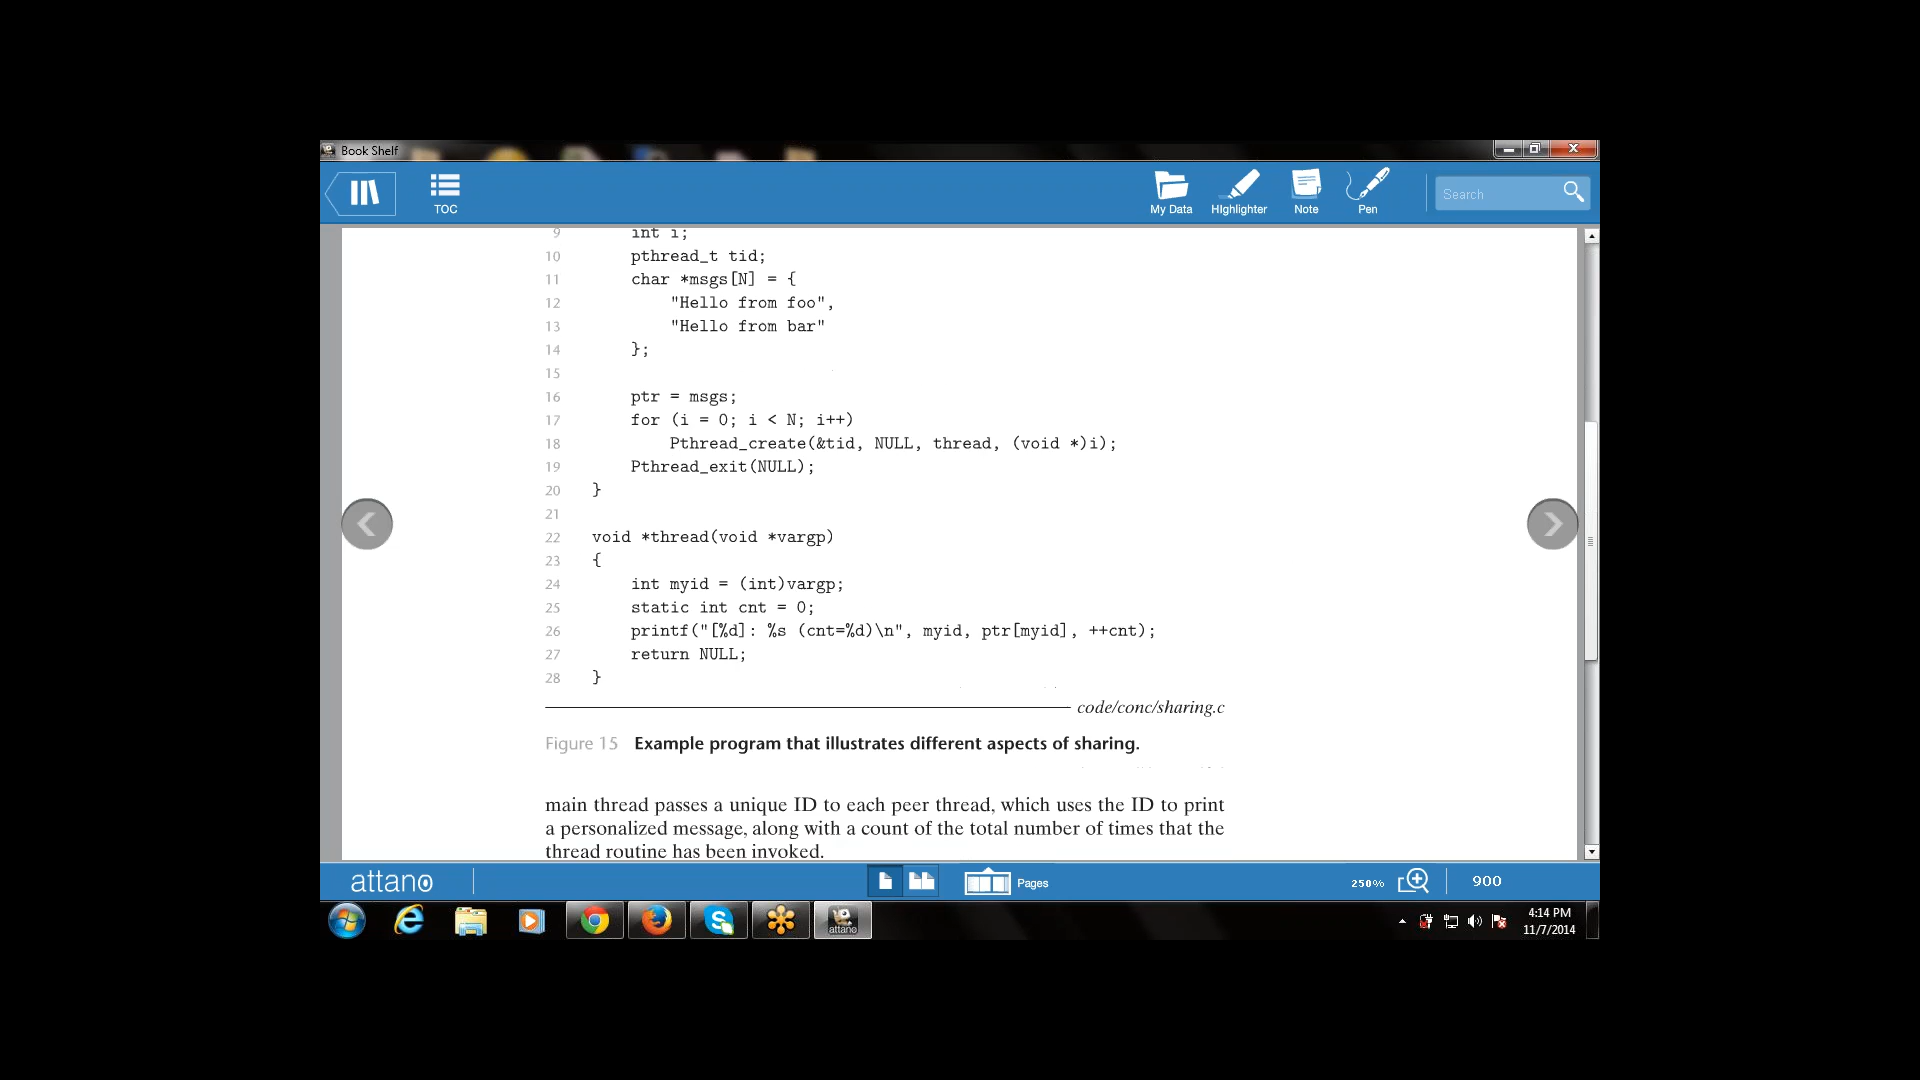 Book Shelf
TOC
My Data
HIghlighter
Note
Pen
Search
9 int i;
10 pthread_t tid;
11 char *msgs[N] = {
12 "Hello from foo",
13 "Hello from bar"
14 };
15
16 ptr = msgs;
17 for (i = 0; i < N; i++)
18 Pthread_create(&tid, NULL, thread, (void *)i);
19 Pthread_exit(NULL);
20 }
21
22 void *thread(void *vargp)
23 {
24 int myid = (int)vargp;
25 static int cnt = 0;
26 printf("[%d]: %s (cnt=%d)\n", myid, ptr[myid], ++cnt);
27 return NULL;
28 }
code/conc/sharing.c
Figure 15 Example program that illustrates different aspects of sharing.
main thread passes a unique ID to each peer thread, which uses the ID to print
a personalized message, along with a count of the total number of times that the
thread routine has been invoked.
attano
Pages
250%
900
attano
4:14 PM
11/7/2014